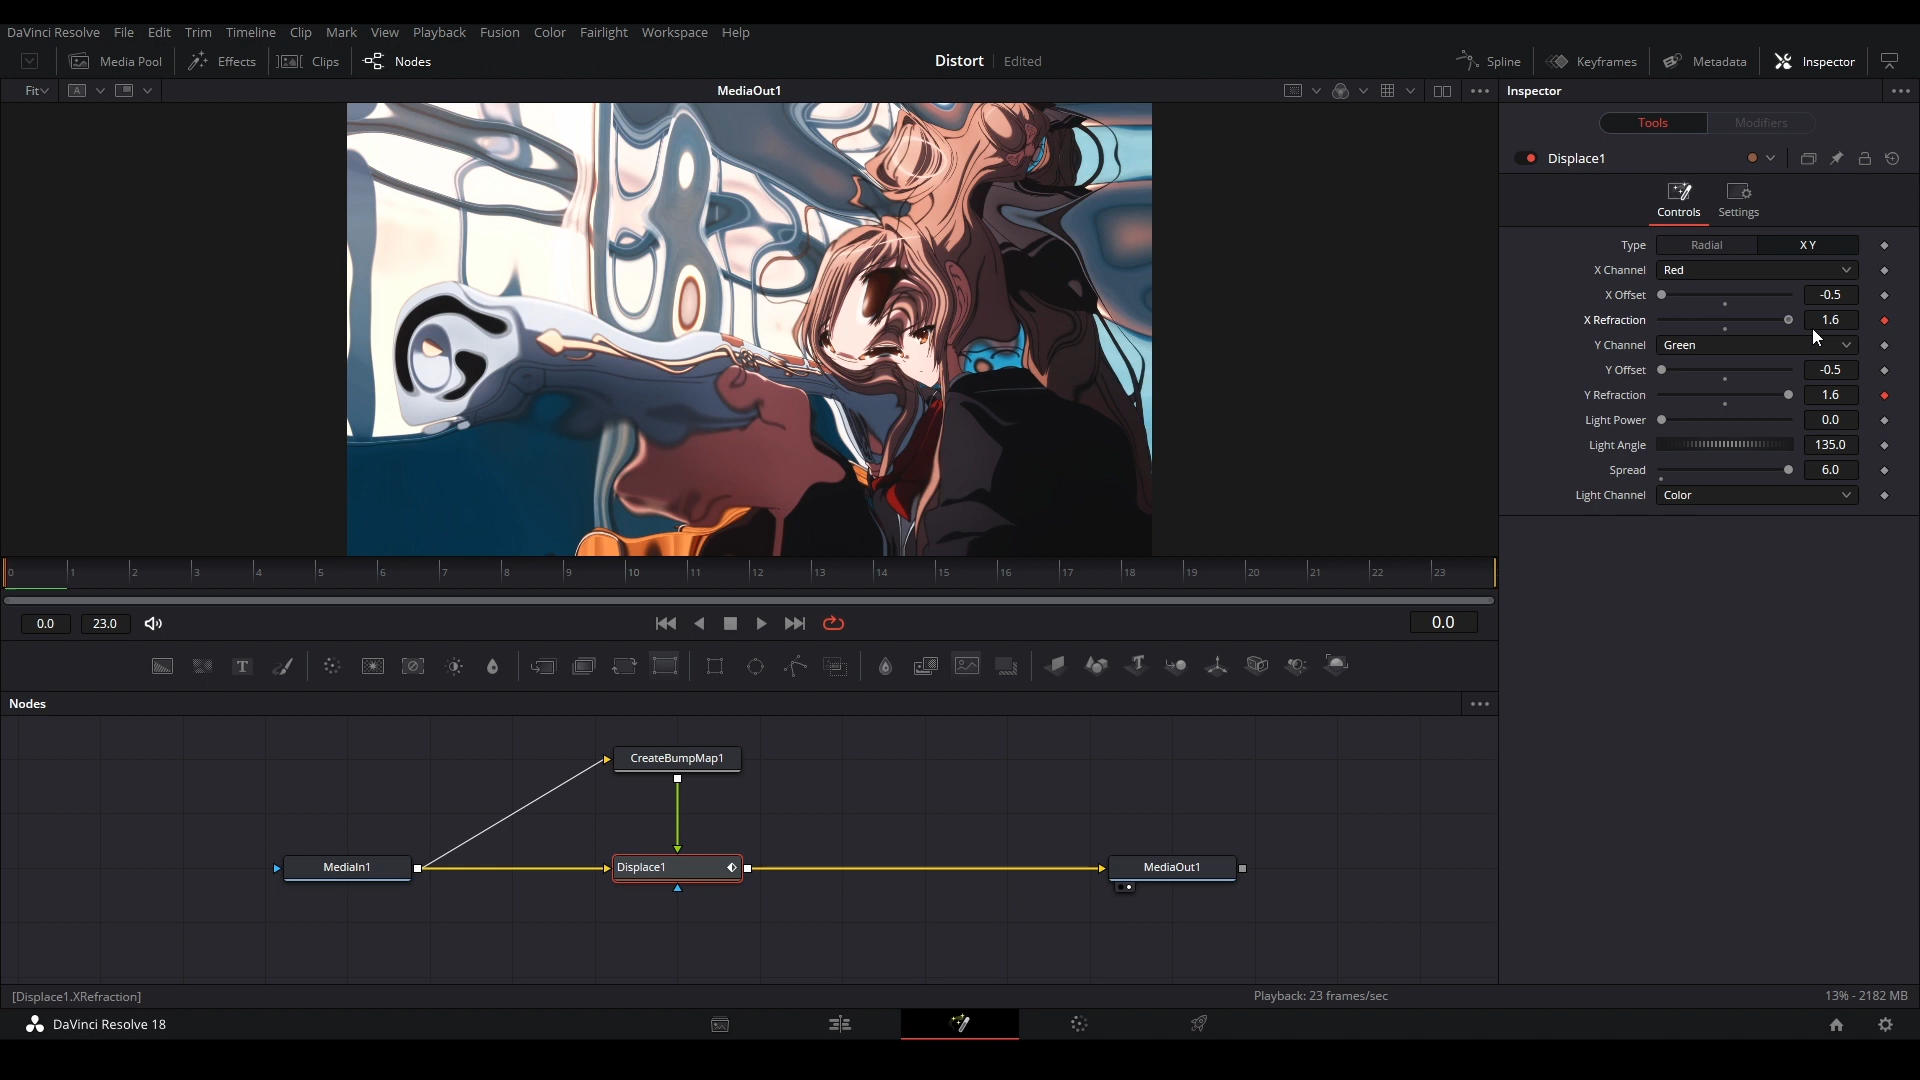 DaVinci Resolve File Edit Trim Timeline Clip Mark View Playback Fusion Color Fairlight Workspace Help
Media Pool Effects Clips Nodes Distort Edited Spline Keyframes Metadata Inspector
Fit A MediaOut1 Inspector
Tools Modifiers
Displace1
Controls Settings
Type Radial X Y
X Channel Red
X Offset -0.5
X Refraction 1.6
Y Channel Green
Y Offset -0.5
Y Refraction 1.6
Light Power 0.0
Light Angle 135.0
Spread 6.0
Light Channel Color
0 1 2 3 4 5 6 7 8 9 10 11 12 13 14 15 16 17 18 19 20 21 22 23
0.0 23.0 0.0
T T
Nodes
CreateBumpMap1
MediaIn1 Displace1 MediaOut1
[Displace1.XRefraction] Playback: 23 frames/sec 13% - 2182 MB
DaVinci Resolve 18